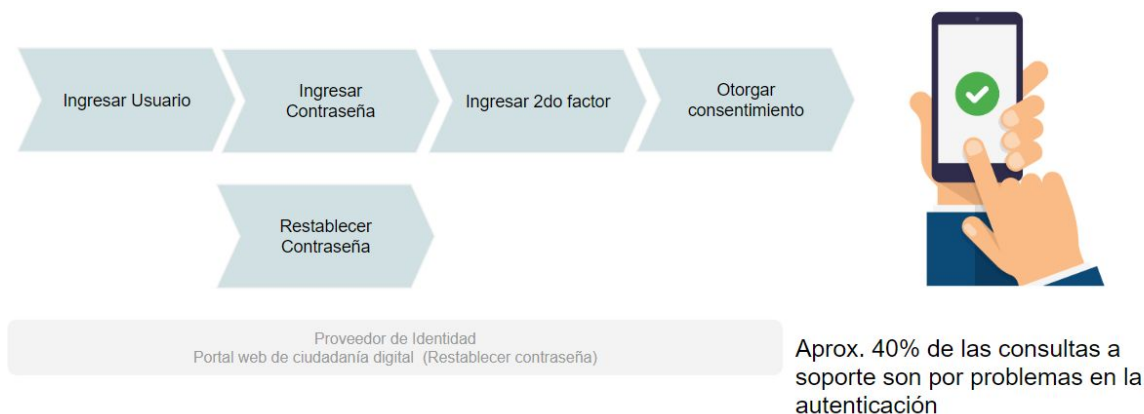 Ingresar Usuario
Ingresar
Contraseña
Ingresar 2do factor
Otorgar
consentimiento
Restablecer
Contraseña
Proveedor de Identidad
Portal web de ciudadanía digital (Restablecer contraseña)
Aprox. 40% de las consultas a
soporte son por problemas en la
autenticación